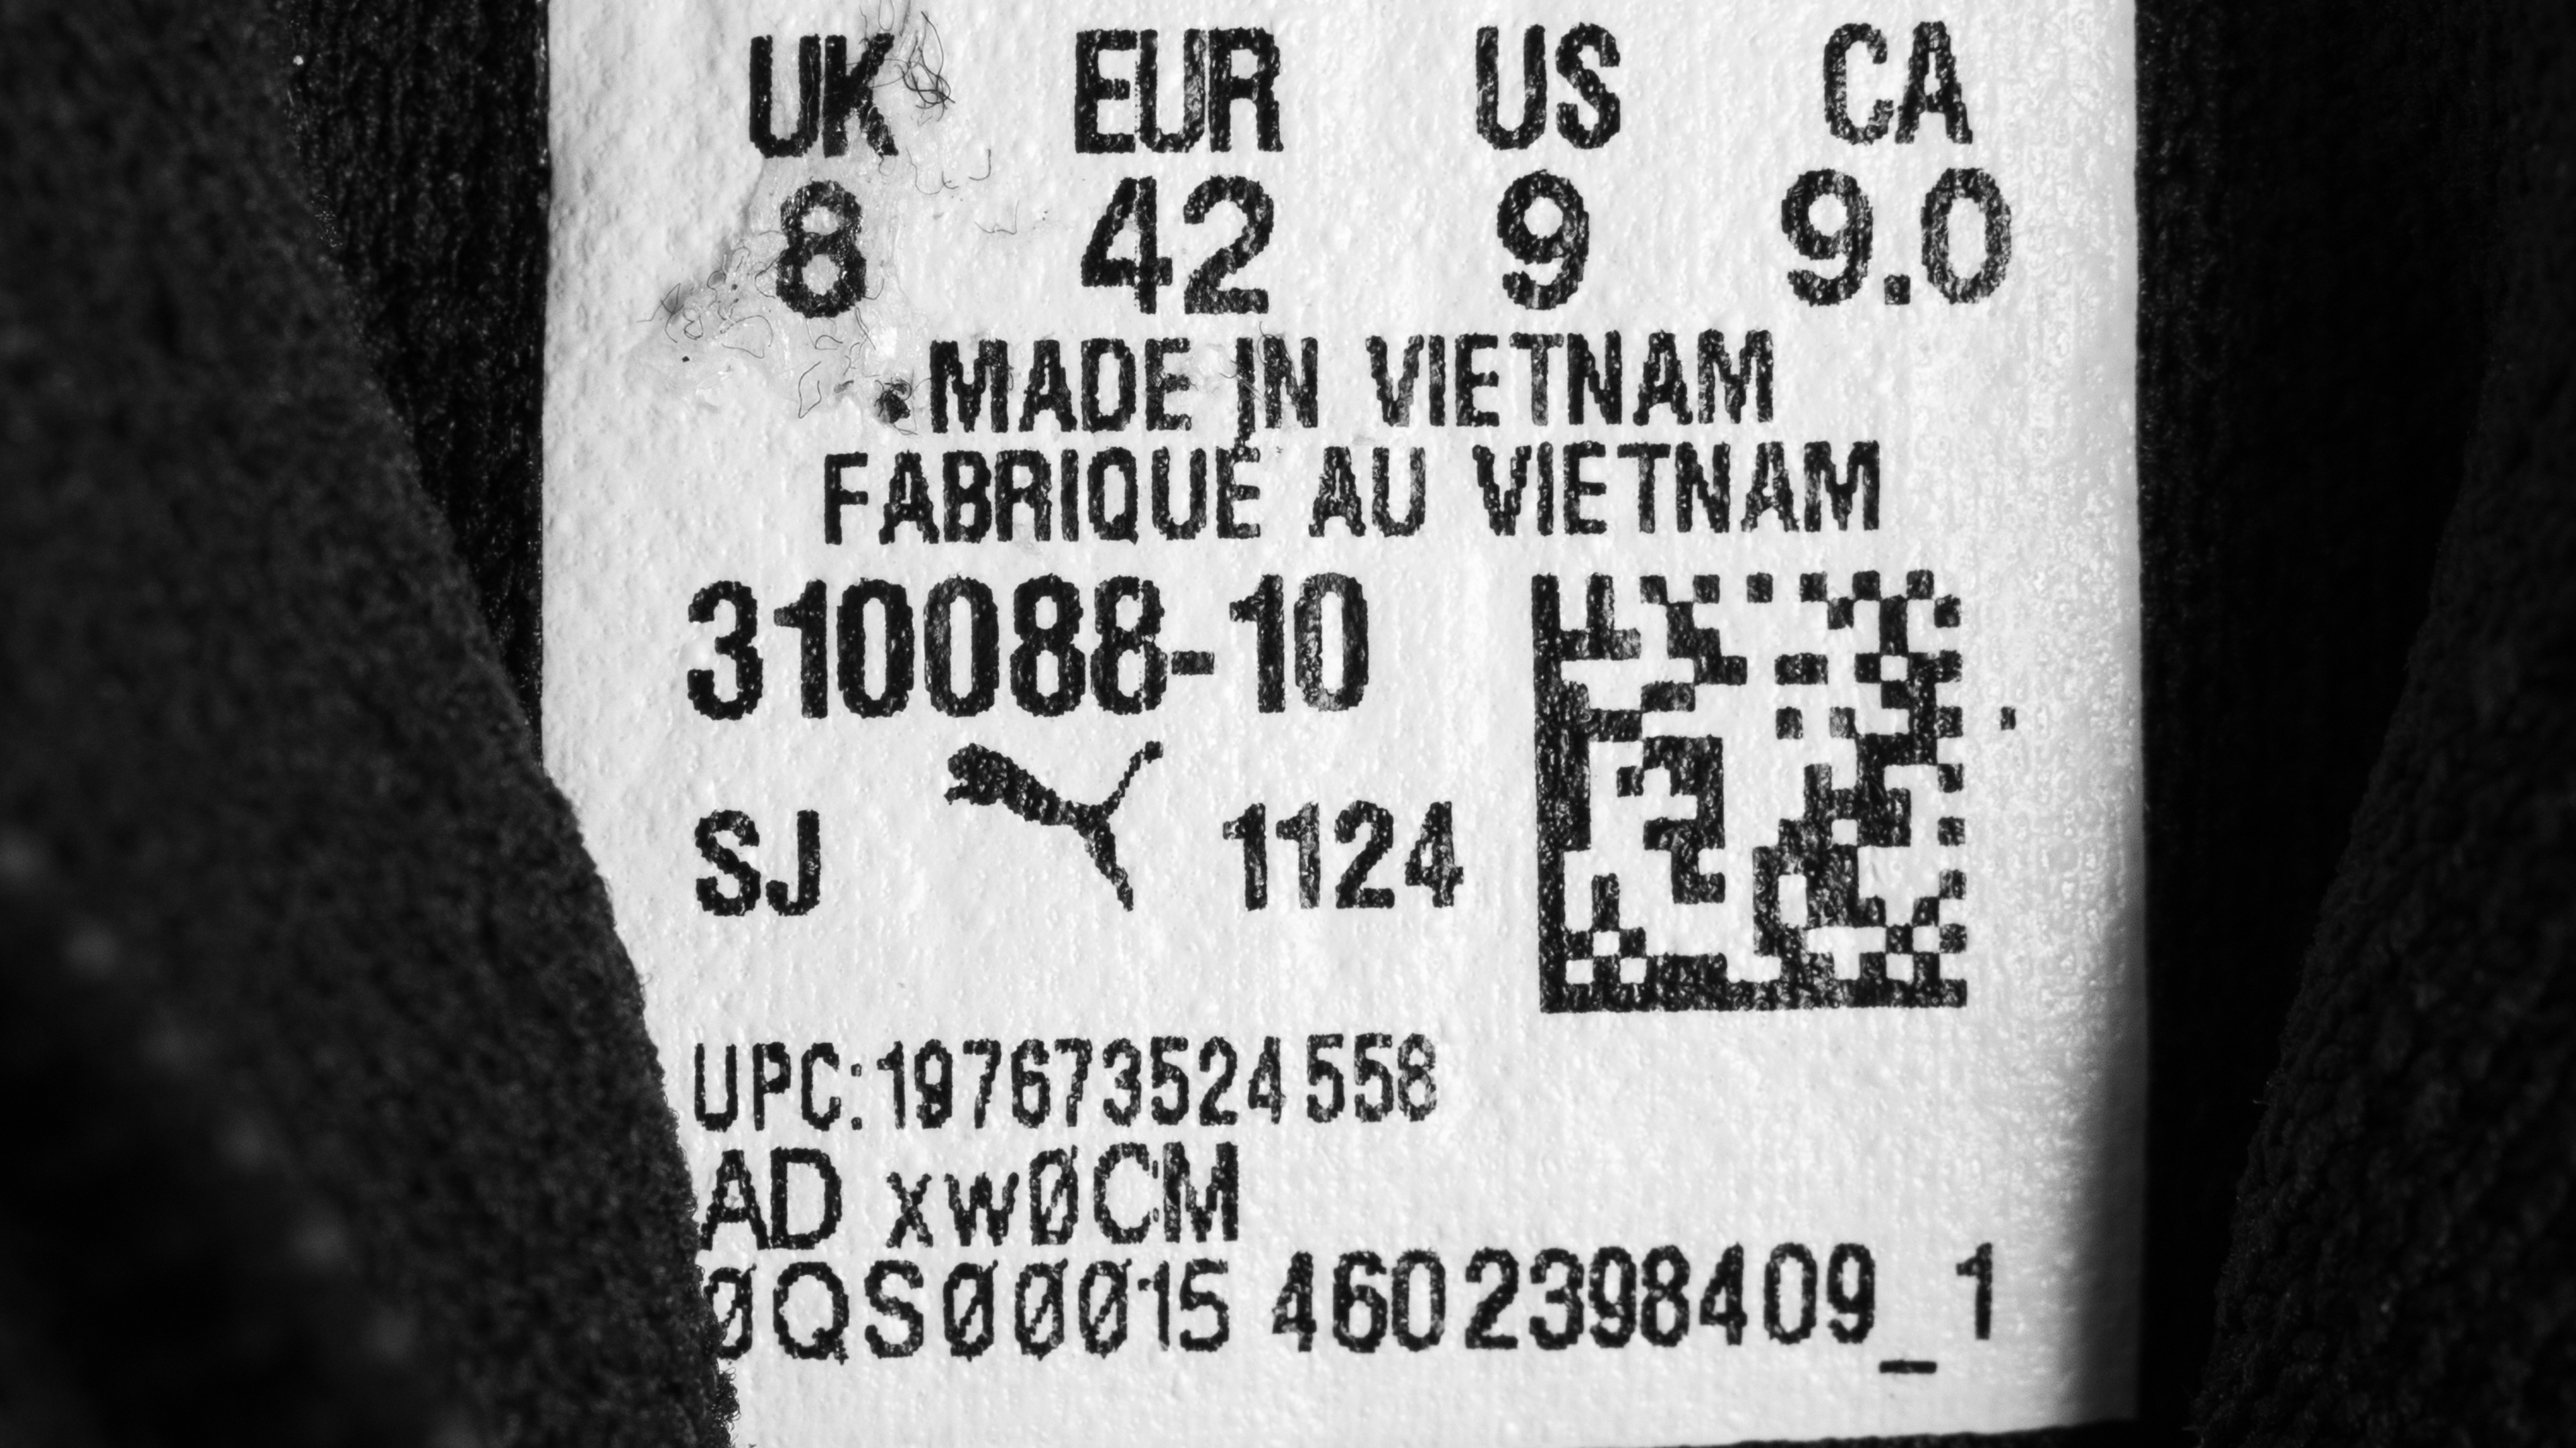 UK EUR US CA
8 42 9 9.0
MADE IN VIETNAM
FABRIQUÉ AU VIETNAM
310088-10
SJ 1124
UPC:197673524558
AD xw0CM
0QS00015 4602398409_1